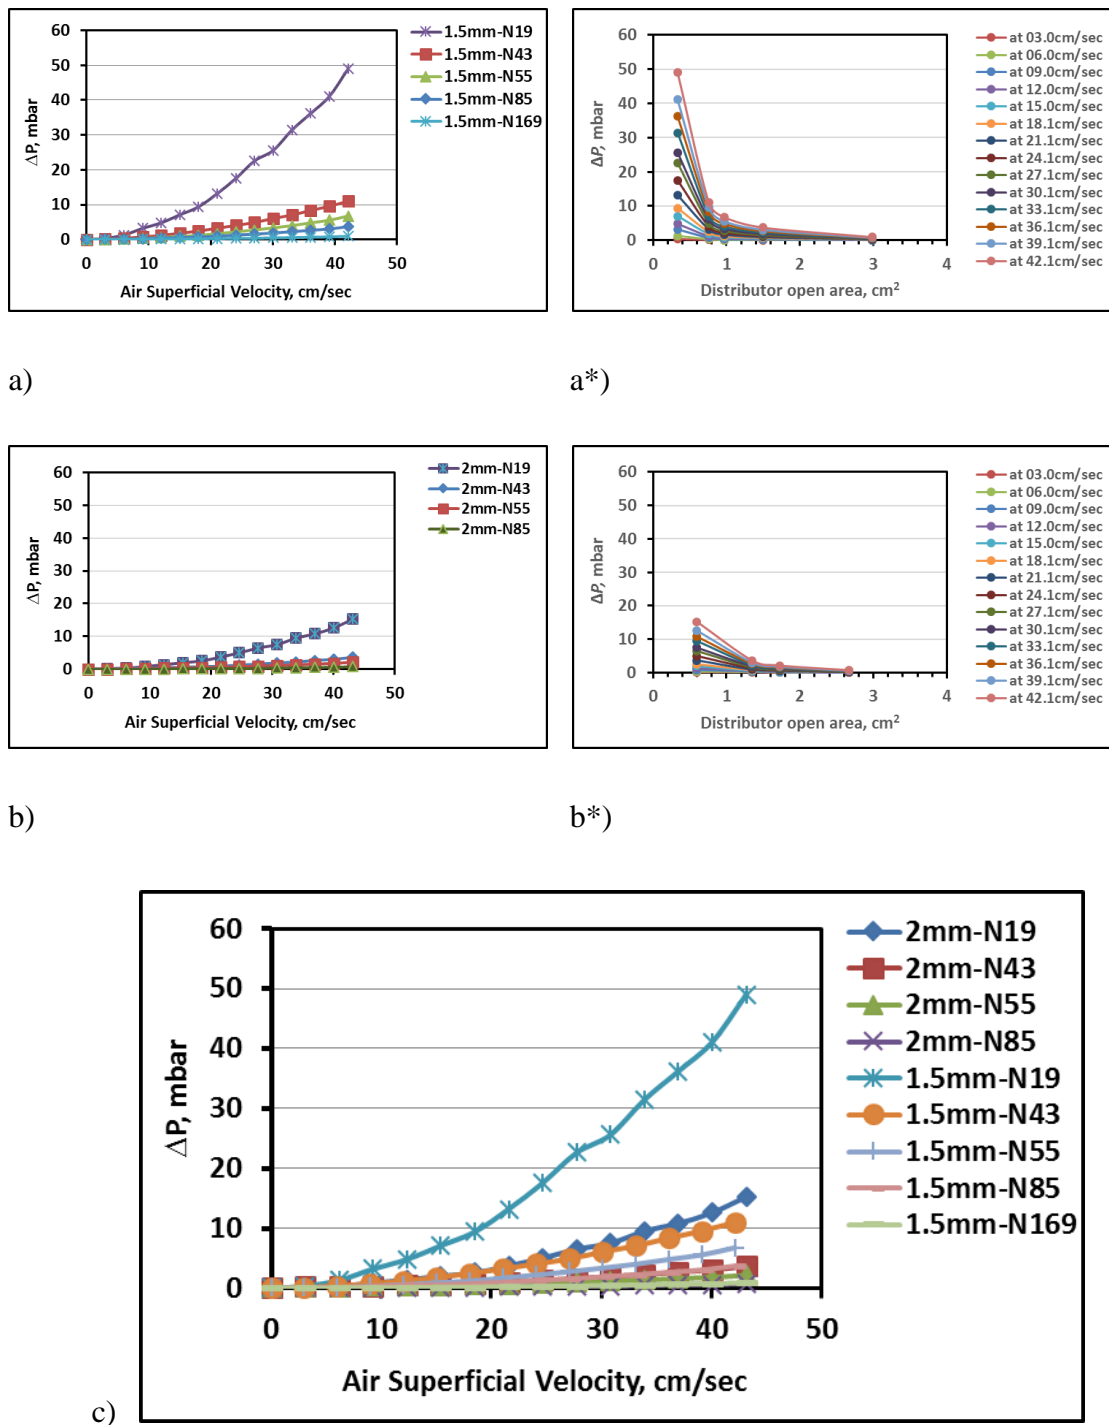 60
50
40
30
20
10
0
ΔP, mbar
0 10 20 30 40 50
Air Superficial Velocity, cm/sec
1.5mm-N19
1.5mm-N43
1.5mm-N55
1.5mm-N85
1.5mm-N169
60
50
40
30
20
10
0
ΔP, mbar
0 1 2 3 4
Distributor open area, cm²
at 03.0cm/sec
at 06.0cm/sec
at 09.0cm/sec
at 12.0cm/sec
at 15.0cm/sec
at 18.1cm/sec
at 21.1cm/sec
at 24.1cm/sec
at 27.1cm/sec
at 30.1cm/sec
at 33.1cm/sec
at 36.1cm/sec
at 39.1cm/sec
at 42.1cm/sec
a) a*)
60
50
40
30
20
10
0
ΔP, mbar
0 10 20 30 40 50
Air Superficial Velocity, cm/sec
2mm-N19
2mm-N43
2mm-N55
2mm-N85
60
50
40
30
20
10
0
ΔP, mbar
0 1 2 3 4
Distributor open area, cm²
at 03.0cm/sec
at 06.0cm/sec
at 09.0cm/sec
at 12.0cm/sec
at 15.0cm/sec
at 18.1cm/sec
at 21.1cm/sec
at 24.1cm/sec
at 27.1cm/sec
at 30.1cm/sec
at 33.1cm/sec
at 36.1cm/sec
at 39.1cm/sec
at 42.1cm/sec
b) b*)
60
50
40
30
20
10
0
ΔP, mbar
0 10 20 30 40 50
Air Superficial Velocity, cm/sec
2mm-N19
2mm-N43
2mm-N55
2mm-N85
1.5mm-N19
1.5mm-N43
1.5mm-N55
1.5mm-N85
1.5mm-N169
c)